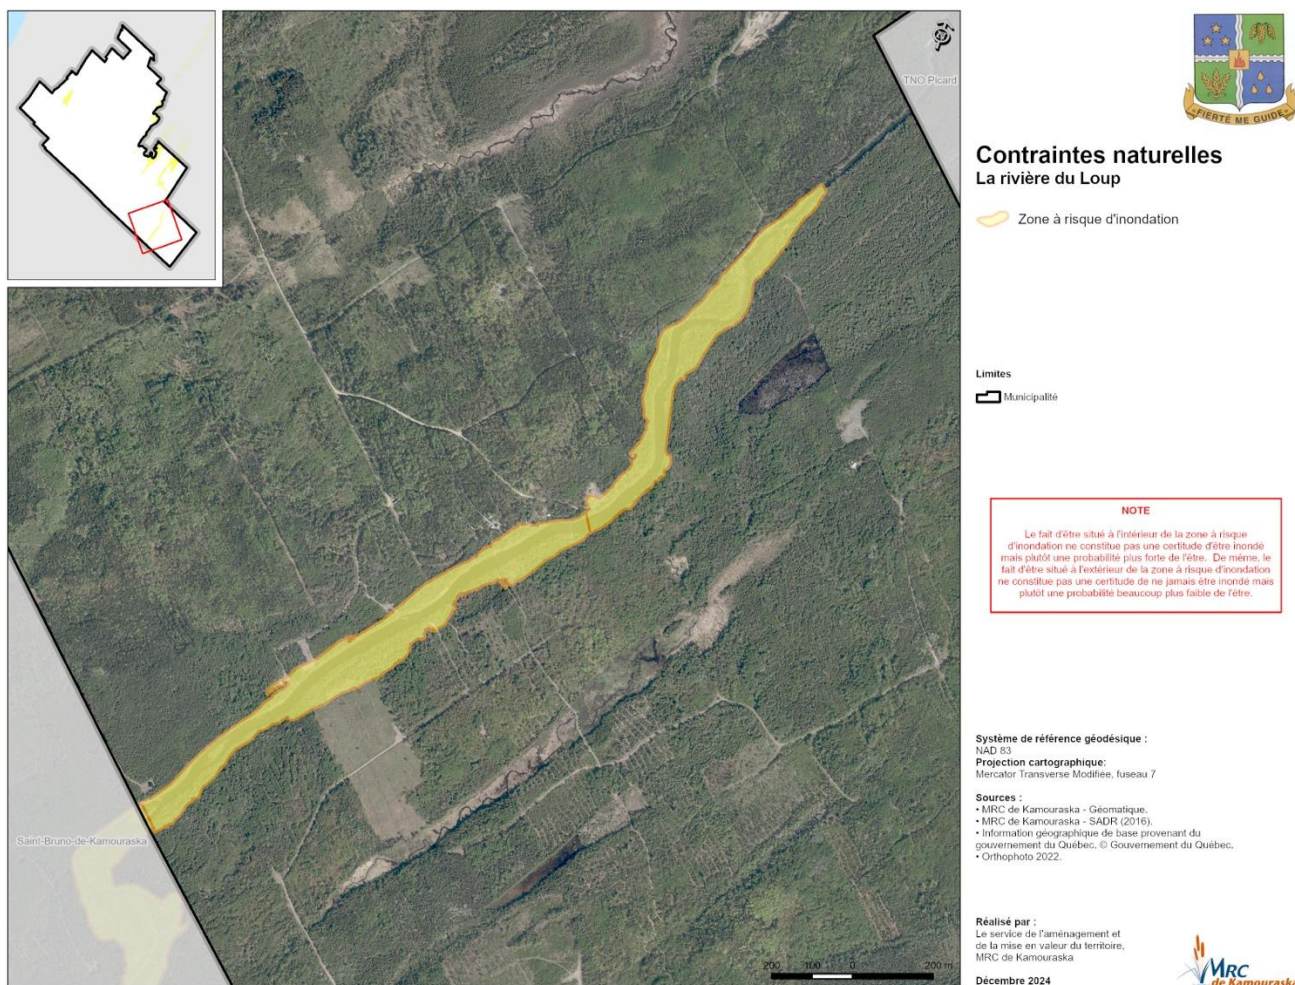 TNO Picard
FIERTÉ ME GUIDE
Contraintes naturelles
La rivière du Loup
Zone à risque d'inondation
Limites
Municipalité
NOTE
Le fait d'être situé à l'intérieur de la zone à risque
d'inondation ne constitue pas une certitude d'être inondé
mais plutôt une probabilité plus forte de l'être. De même, le
fait d'être situé à l'extérieur de la zone à risque d'inondation
ne constitue pas une certitude de ne jamais être inondé mais
plutôt une probabilité beaucoup plus faible de l'être.
Système de référence géodésique :
NAD 83
Projection cartographique:
Mercator Transverse Modifiée, fuseau 7
Sources :
• MRC de Kamouraska - Géomatique.
• MRC de Kamouraska - SADR (2016).
• Information géographique de base provenant du
gouvernement du Québec. © Gouvernement du Québec.
• Orthophoto 2022.
Saint-Bruno-de-Kamouraska
Réalisé par :
Le service de l'aménagement et
de la mise en valeur du territoire,
MRC de Kamouraska
Décembre 2024
200 100 0 200 m
MRC
de Kamouraska